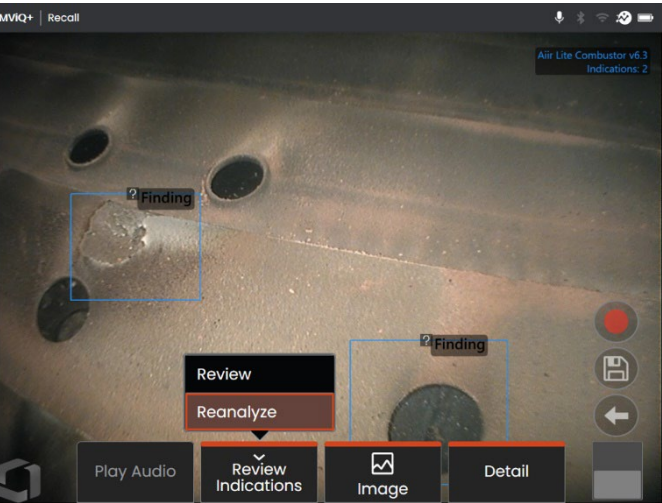 MViQ+ | Recall
Aiir Lite Combustor v6.3
Indications: 2
? Finding
? Finding
Review
Reanalyze
Play Audio
Review
Indications
Image
Detail